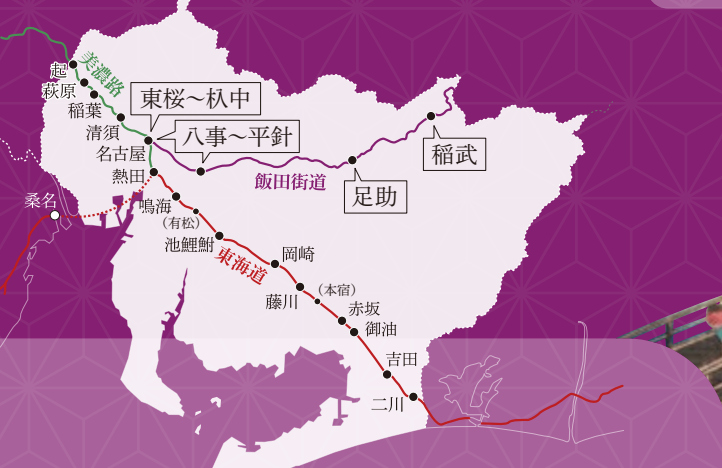 起
美濃路
萩原
稲葉
清須
東桜～杁中
八事～平針
名古屋
熱田
飯田街道
稲武
足助
桑名
鳴海
（有松）
池鯉鮒
東海道
岡崎
藤川
（本宿）
赤坂
御油
吉田
二川